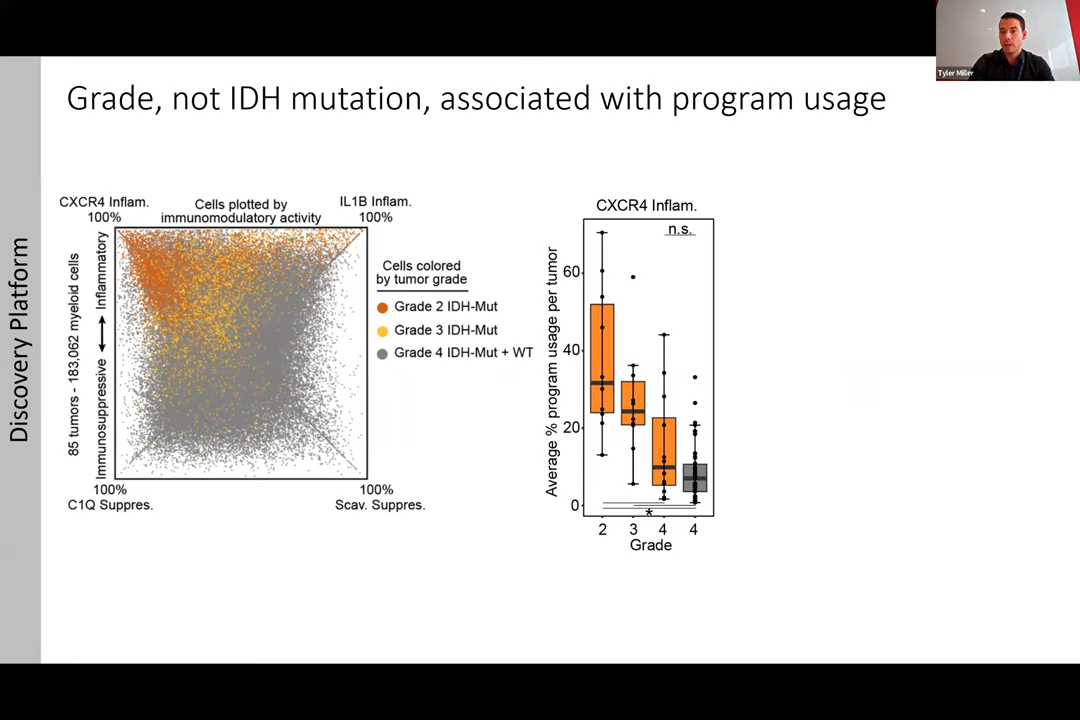 Tyler Miller
Grade, not IDH mutation, associated with program usage
Discovery Platform
CXCR4 Inflam.
100%
Cells plotted by
immunomodulatory activity
IL1B Inflam.
100%
85 tumors - 183,062 myeloid cells
Immunosuppressive
Inflammatory
100%
C1Q Suppres.
100%
Scav. Suppres.
Cells colored
by tumor grade
Grade 2 IDH-Mut
Grade 3 IDH-Mut
Grade 4 IDH-Mut + WT
CXCR4 Inflam.
n.s.
Average % program usage per tumor
60
40
20
0
*
2 3 4 4
Grade